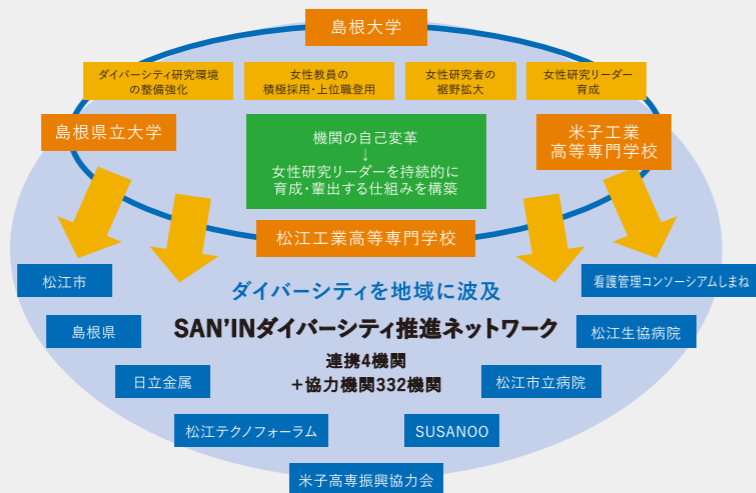 島根大学
ダイバーシティ研究環境
の整備強化
女性教員の
積極採用・上位職登用
女性研究者の
裾野拡大
女性研究リーダー
育成
島根県立大学
機関の自己変革
↓
女性研究リーダーを持続的に
育成・輩出する仕組みを構築
米子工業
高等専門学校
松江工業高等専門学校
ダイバーシティを地域に波及
SAN'INダイバーシティ推進ネットワーク
連携4機関
+協力機関332機関
松江市
看護管理コンソーシアムしまね
島根県
松江生協病院
日立金属
松江市立病院
松江テクノフォーラム
SUSANOO
米子高専振興協力会